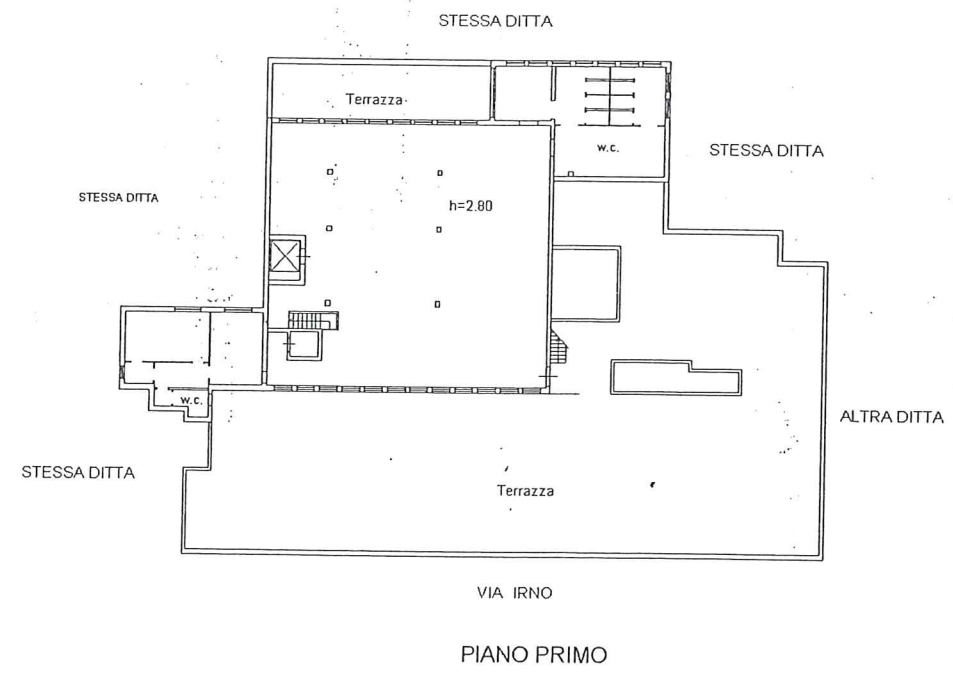 STESSA DITTA
Terrazza
w.c.
STESSA DITTA
STESSA DITTA
h=2.80
w.c.
ALTRA DITTA
STESSA DITTA
Terrazza
VIA IRNO
PIANO PRIMO